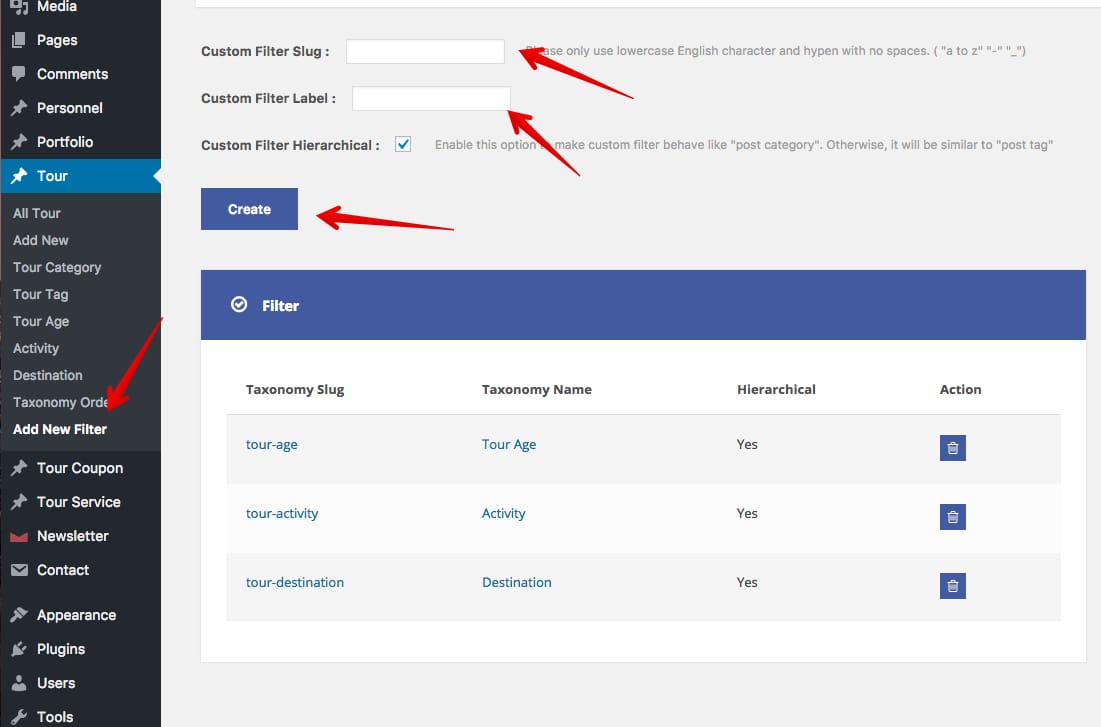 Media
Pages
Comments
Personnel
Portfolio
Tour
All Tour
Add New
Tour Category
Tour Tag
Tour Age
Activity
Destination
Taxonomy Order
Add New Filter
Tour Coupon
Tour Service
Newsletter
Contact
Appearance
Plugins
Users
Tools
Custom Filter Slug :
Please only use lowercase English character and hypen with no spaces. ( "a to z" "-" "_")
Custom Filter Label :
Custom Filter Hierarchical :
Enable this option to make custom filter behave like "post category". Otherwise, it will be similar to "post tag"
Create
Filter
Taxonomy Slug Taxonomy Name Hierarchical Action
tour-age Tour Age Yes
tour-activity Activity Yes
tour-destination Destination Yes